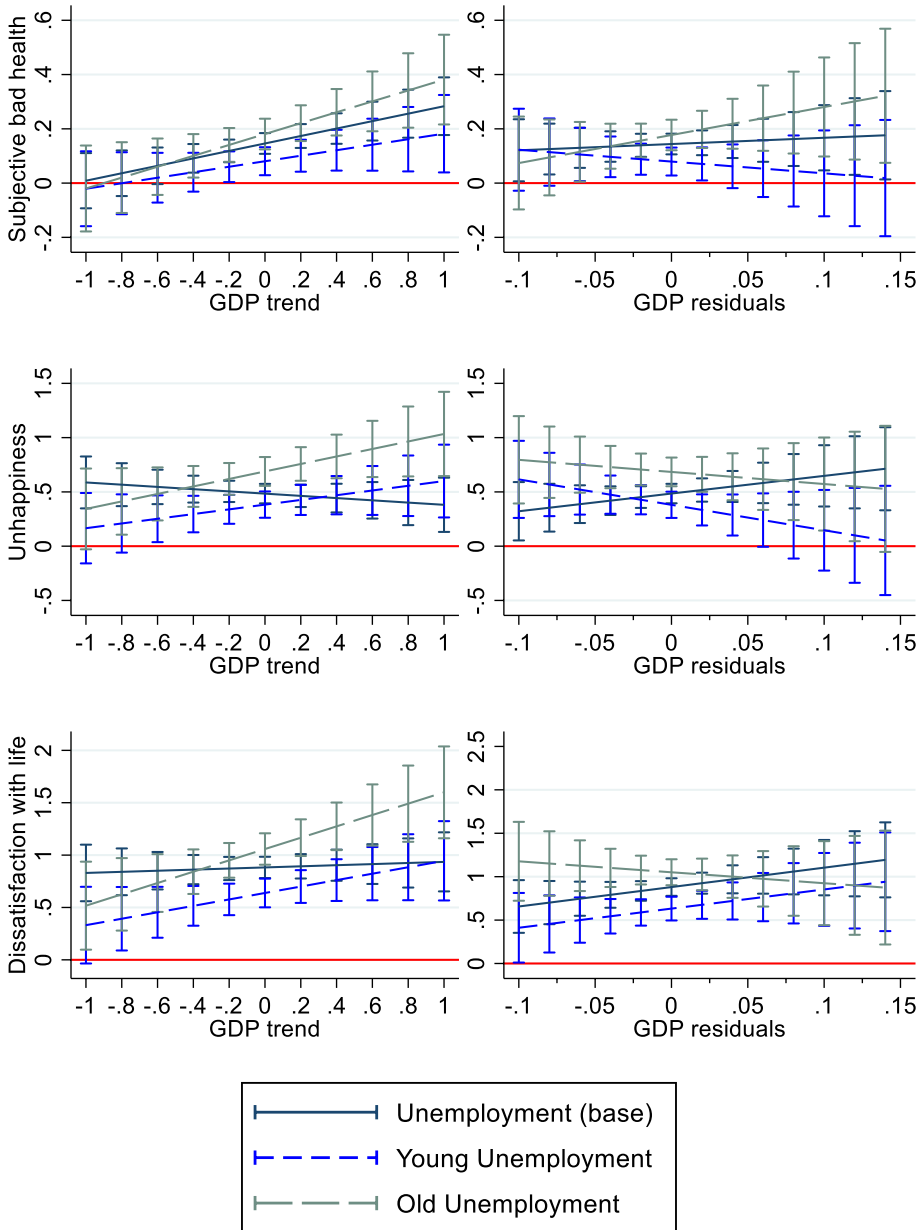 Subjective bad health
-.2 0 .2 .4 .6
-1 -.8 -.6 -.4 -.2 0 .2 .4 .6 .8 1
GDP trend
-.2 0 .2 .4 .6
-.1 -.05 0 .05 .1 .15
GDP residuals
Unhappiness
-.5 0 .5 1 1.5
-1 -.8 -.6 -.4 -.2 0 .2 .4 .6 .8 1
GDP trend
-.5 0 .5 1 1.5
-.1 -.05 0 .05 .1 .15
GDP residuals
Dissatisfaction with life
0 .5 1 1.5 2
-1 -.8 -.6 -.4 -.2 0 .2 .4 .6 .8 1
GDP trend
0 .5 1 1.5 2 2.5
-.1 -.05 0 .05 .1 .15
GDP residuals
Unemployment (base)
Young Unemployment
Old Unemployment